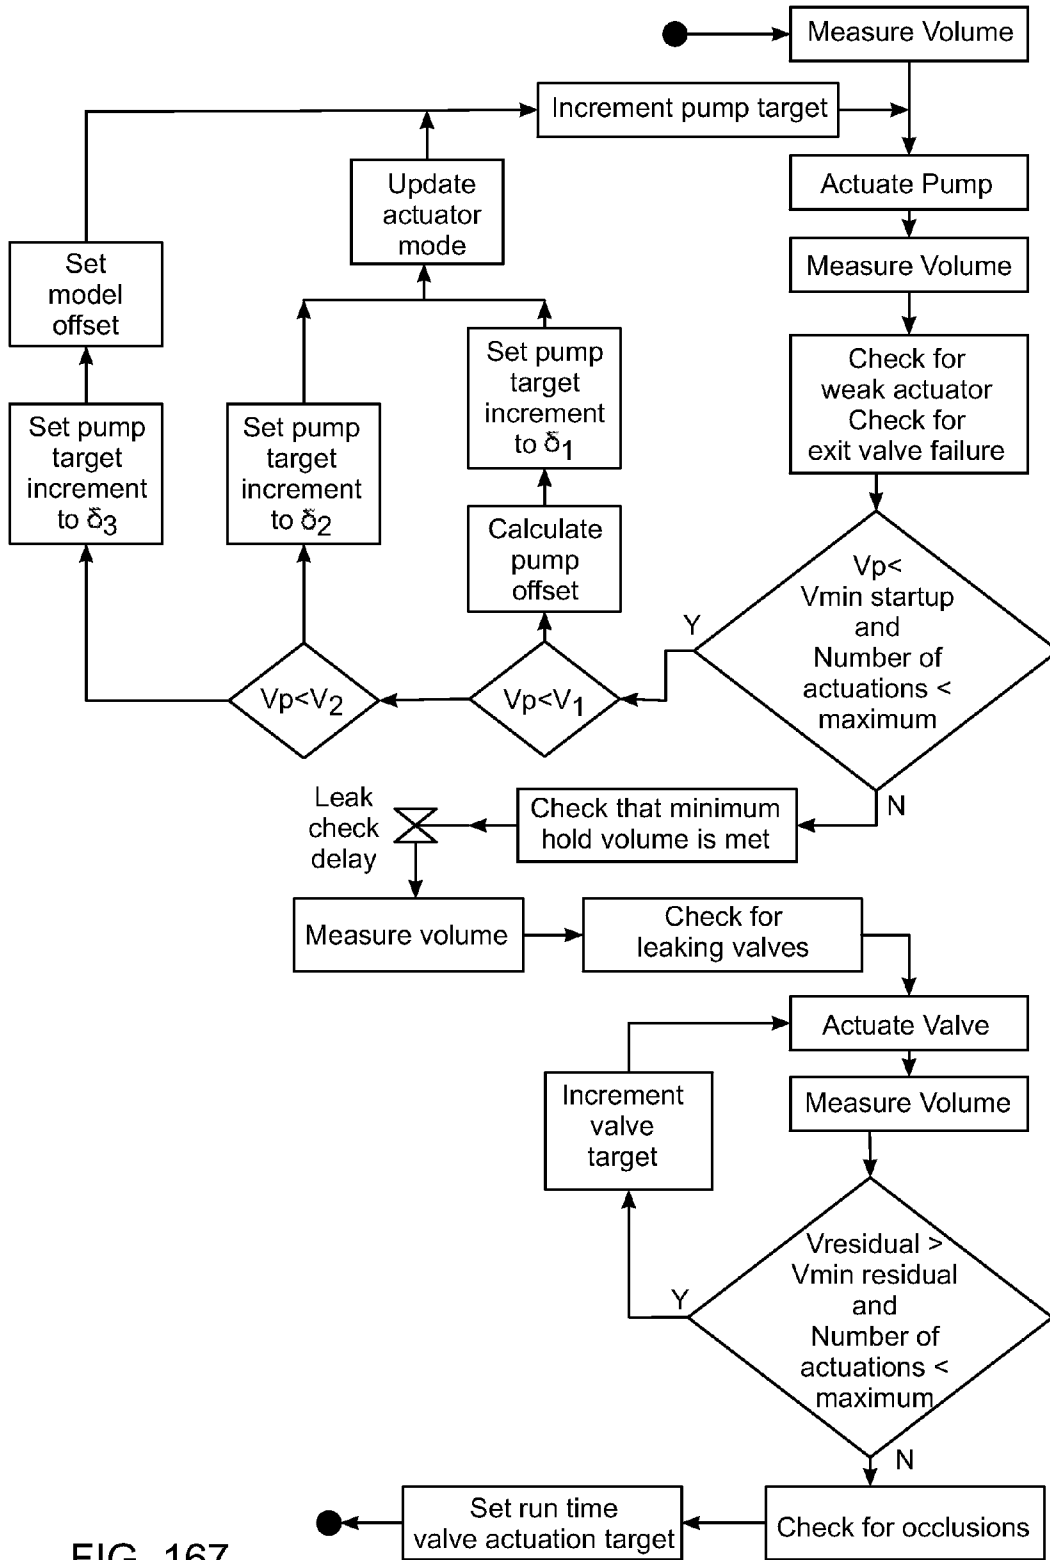 Measure Volume
Increment pump target
Update
actuator
mode
Actuate Pump
Set
model
offset
Measure Volume
Set pump
target
increment
to δ1
Check for
weak actuator
Check for
exit valve failure
Set pump
target
increment
to δ3
Set pump
target
increment
to δ2
Calculate
pump
offset
Vp<
Vmin startup
and
Number of
actuations <
maximum
Y
Vp<V2
Vp<V1
N
Leak
check
delay
Check that minimum
hold volume is met
Measure volume
Check for
leaking valves
Actuate Valve
Increment
valve
target
Measure Volume
Vresidual >
Vmin residual
and
Number of
actuations <
maximum
Y
N
Set run time
valve actuation target
Check for occlusions
FIG. 167